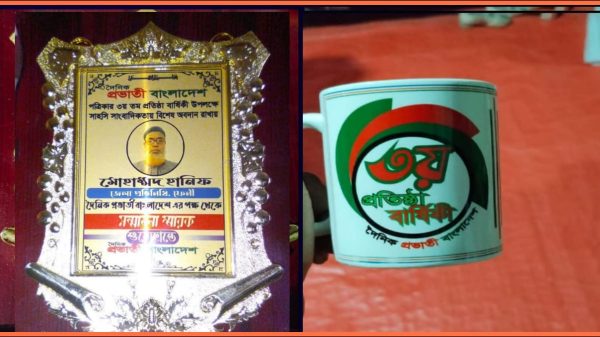 দৈনিক
প্রভাতী বাংলাদেশ
পত্রিকার ৩য় তম প্রতিষ্ঠা বার্ষিকী উপলক্ষে
সাহসি সাংবাদিকতায় বিশেষ অবদান রাখায়
মোহাম্মদ হানিফ
জেলা প্রতিনিধি, ফেনী
দৈনিক প্রভাতী বাংলাদেশ এর পক্ষ থেকে
সম্মাননা স্মারক
শুভেচ্ছান্তে
দৈনিক
প্রভাতী বাংলাদেশ
৩য়
প্রতিষ্ঠা
বার্ষিকী
দৈনিক প্রভাতী বাংলাদেশ